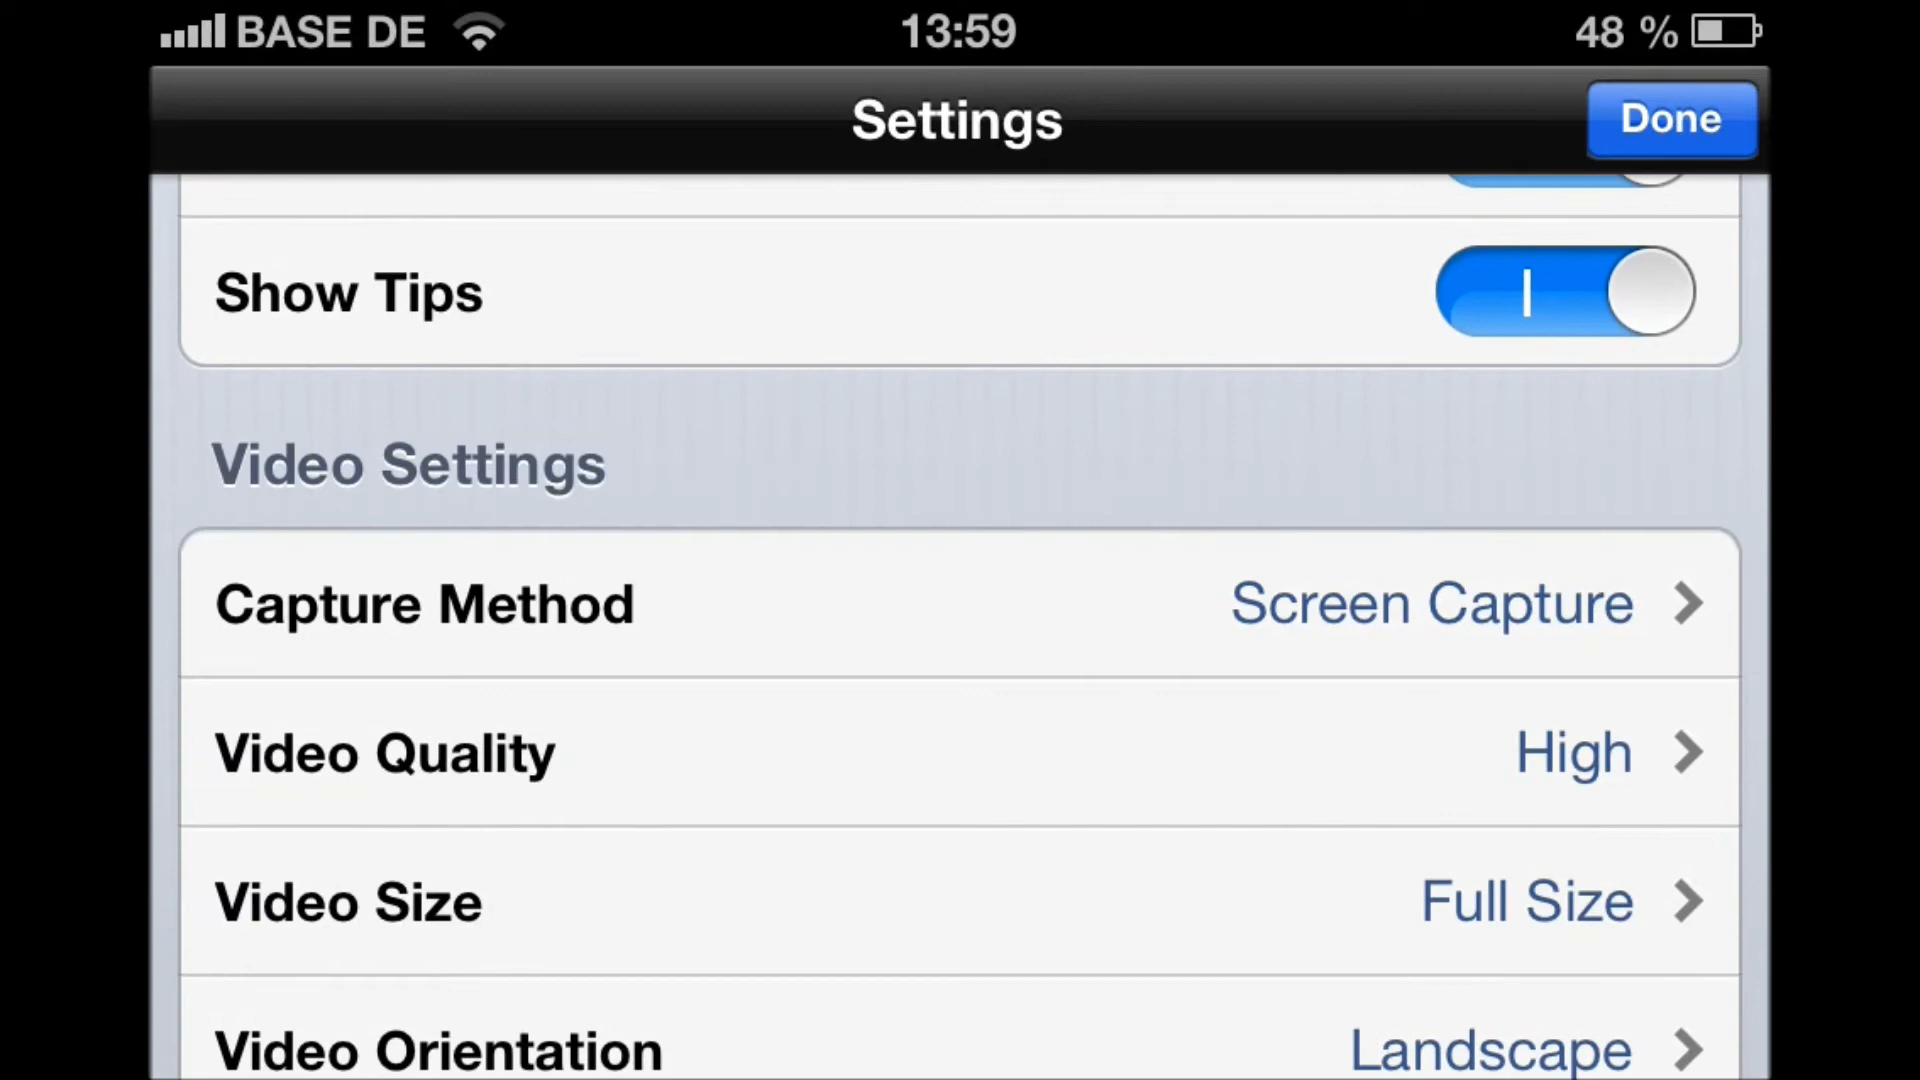 BASE DE 13:59 48 %
Settings Done
Show Tips
Video Settings
Capture Method Screen Capture
Video Quality High
Video Size Full Size
Video Orientation Landscape